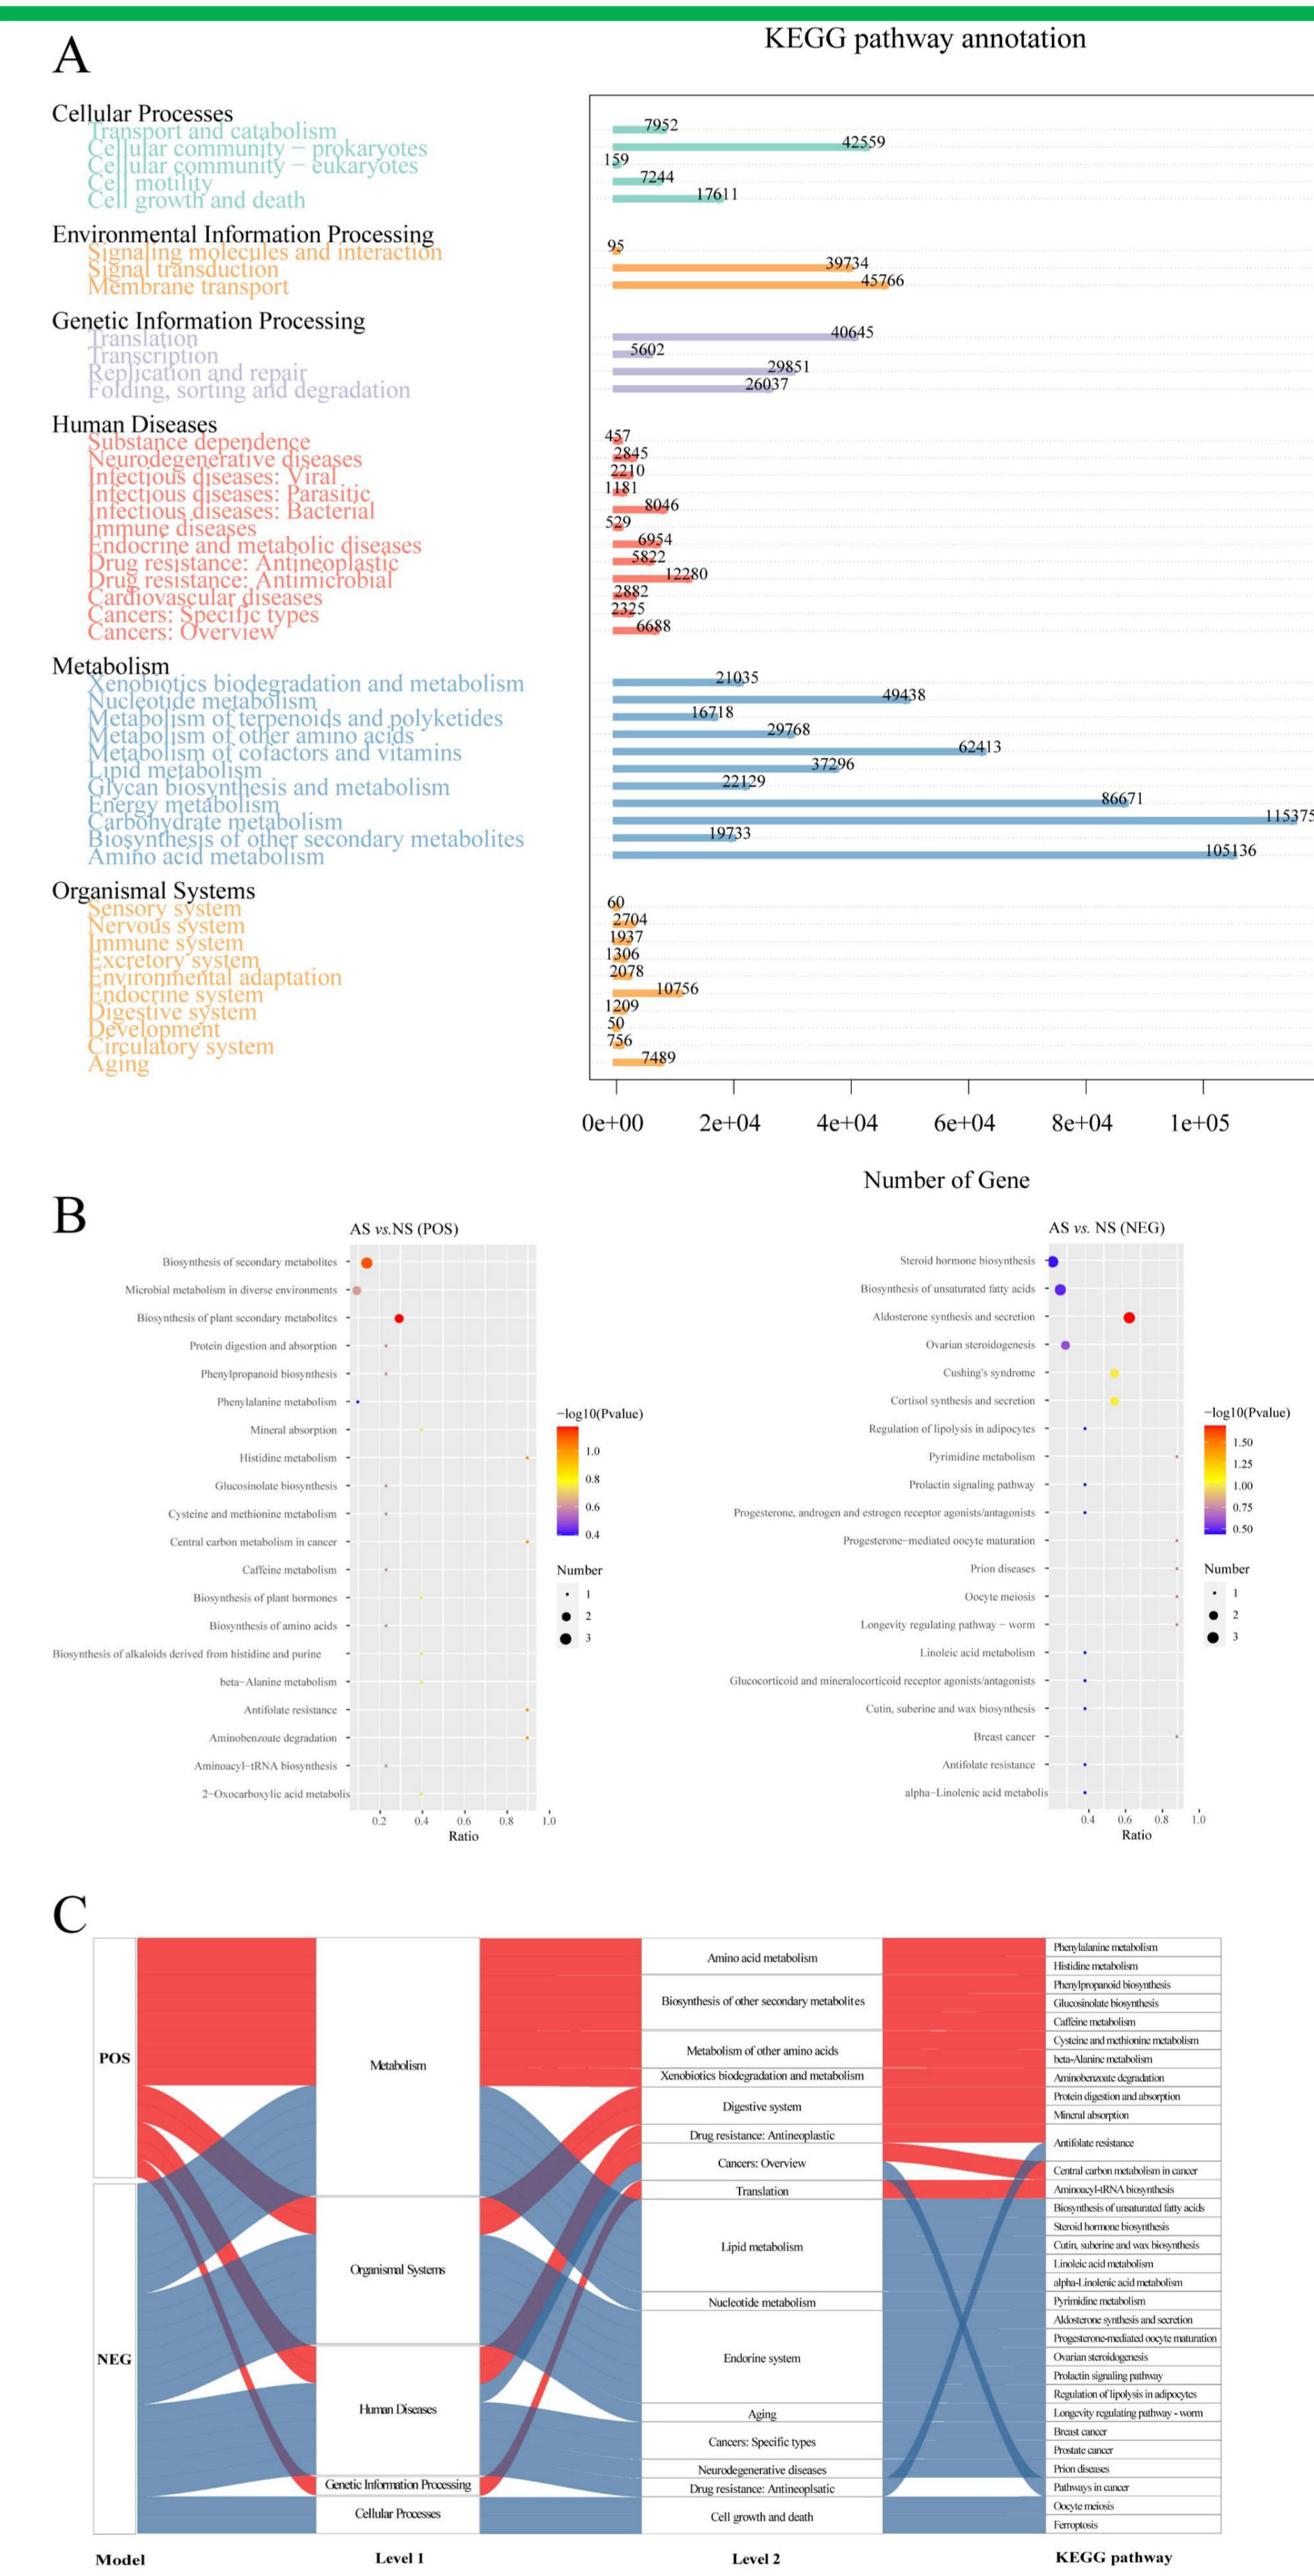 A
KEGG pathway annotation
Cellular Processes
Transport and catabolism
7952
Cellular community − prokaryotes
42559
Cellular community − eukaryotes
159
Cell motility
7244
Cell growth and death
17611
Environmental Information Processing
Signaling molecules and interaction
95
Signal transduction
39734
Membrane transport
45766
Genetic Information Processing
Translation
40645
Transcription
5602
Replication and repair
29851
Folding, sorting and degradation
26037
Human Diseases
Substance dependence
457
Neurodegenerative diseases
2845
Infectious diseases: Viral
2210
Infectious diseases: Parasitic
1181
Infectious diseases: Bacterial
8046
Immune diseases
529
Endocrine and metabolic diseases
6954
Drug resistance: Antineoplastic
5822
Drug resistance: Antimicrobial
12280
Cardiovascular diseases
2882
Cancers: Specific types
2325
Cancers: Overview
6688
Metabolism
Xenobiotics biodegradation and metabolism
21035
Nucleotide metabolism
49438
Metabolism of terpenoids and polyketides
16718
Metabolism of other amino acids
29768
Metabolism of cofactors and vitamins
62413
Lipid metabolism
37296
Glycan biosynthesis and metabolism
22129
Energy metabolism
86671
Carbohydrate metabolism
115375
Biosynthesis of other secondary metabolites
19733
Amino acid metabolism
105136
Organismal Systems
Sensory system
60
Nervous system
2704
Immune system
1937
Excretory system
1306
Environmental adaptation
2078
Endocrine system
10756
Digestive system
1209
Development
50
Circulatory system
756
Aging
7489
0e+00 2e+04 4e+04 6e+04 8e+04 1e+05
Number of Gene
B
AS vs.NS (POS)
Biosynthesis of secondary metabolites
Microbial metabolism in diverse environments
Biosynthesis of plant secondary metabolites
Protein digestion and absorption
Phenylpropanoid biosynthesis
Phenylalanine metabolism
Mineral absorption
Histidine metabolism
Glucosinolate biosynthesis
Cysteine and methionine metabolism
Central carbon metabolism in cancer
Caffeine metabolism
Biosynthesis of plant hormones
Biosynthesis of amino acids
Biosynthesis of alkaloids derived from histidine and purine
beta−Alanine metabolism
Antifolate resistance
Aminobenzoate degradation
Aminoacyl−tRNA biosynthesis
2−Oxocarboxylic acid metabolis
0.2 0.4 0.6 0.8 1.0
Ratio
−log10(Pvalue)
1.0
0.8
0.6
0.4
Number
1
2
3
AS vs. NS (NEG)
Steroid hormone biosynthesis
Biosynthesis of unsaturated fatty acids
Aldosterone synthesis and secretion
Ovarian steroidogenesis
Cushing's syndrome
Cortisol synthesis and secretion
Regulation of lipolysis in adipocytes
Pyrimidine metabolism
Prolactin signaling pathway
Progesterone, androgen and estrogen receptor agonists/antagonists
Progesterone−mediated oocyte maturation
Prion diseases
Oocyte meiosis
Longevity regulating pathway − worm
Linoleic acid metabolism
Glucocorticoid and mineralocorticoid receptor agonists/antagonists
Cutin, suberine and wax biosynthesis
Breast cancer
Antifolate resistance
alpha−Linolenic acid metabolis
0.4 0.6 0.8 1.0
Ratio
−log10(Pvalue)
1.50
1.25
1.00
0.75
0.50
Number
1
2
3
C
POS
NEG
Model
Metabolism
Organismal Systems
Human Diseases
Genetic Information Processing
Cellular Processes
Level 1
Amino acid metabolism
Biosynthesis of other secondary metabolites
Metabolism of other amino acids
Xenobiotics biodegradation and metabolism
Digestive system
Drug resistance: Antineoplastic
Cancers: Overview
Translation
Lipid metabolism
Nucleotide metabolism
Endorine system
Aging
Cancers: Specific types
Neurodegenerative diseases
Drug resistance: Antineoplsatic
Cell growth and death
Level 2
Phenylalanine metabolism
Histidine metabolism
Phenylpropanoid biosynthesis
Glucosinolate biosynthesis
Caffeine metabolism
Cysteine and methionine metabolism
beta-Alanine metabolism
Aminobenzoate degradation
Protein digestion and absorption
Mineral absorption
Antifolate resistance
Central carbon metabolism in cancer
Aminoacyl-tRNA biosynthesis
Biosynthesis of unsaturated fatty acids
Steroid hormone biosynthesis
Cutin, suberine and wax biosynthesis
Linoleic acid metabolism
alpha-Linolenic acid metabolism
Pyrimidine metabolism
Aldosterone synthesis and secretion
Progesterone-mediated oocyte maturation
Ovarian steroidogenesis
Prolactin signaling pathway
Regulation of lipolysis in adipocytes
Longevity regulating pathway - worm
Breast cancer
Prostate cancer
Prion diseases
Pathways in cancer
Oocyte meiosis
Ferroptosis
KEGG pathway